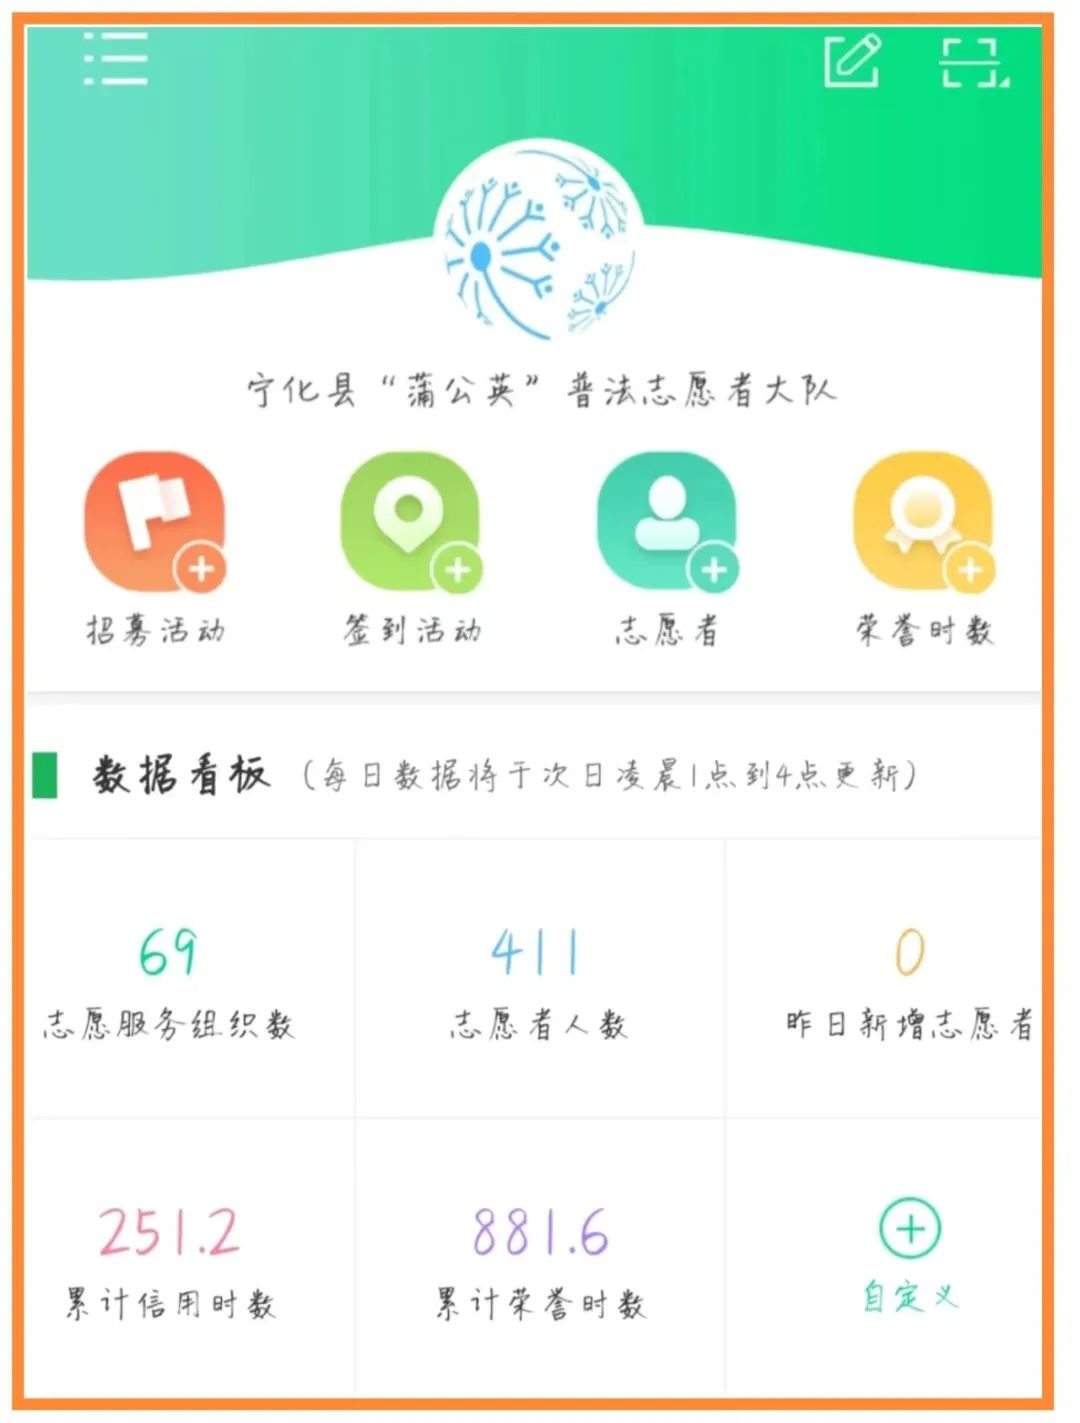 宁化县“蒲公英”普法志愿者大队
招募活动 签到活动 志愿者 荣誉时数
数据看板（每日数据将于次日凌晨1点到4点更新）
69 411 0
志愿服务组织数 志愿者人数 昨日新增志愿者
251.2 881.6
累计信用时数 累计荣誉时数 自定义